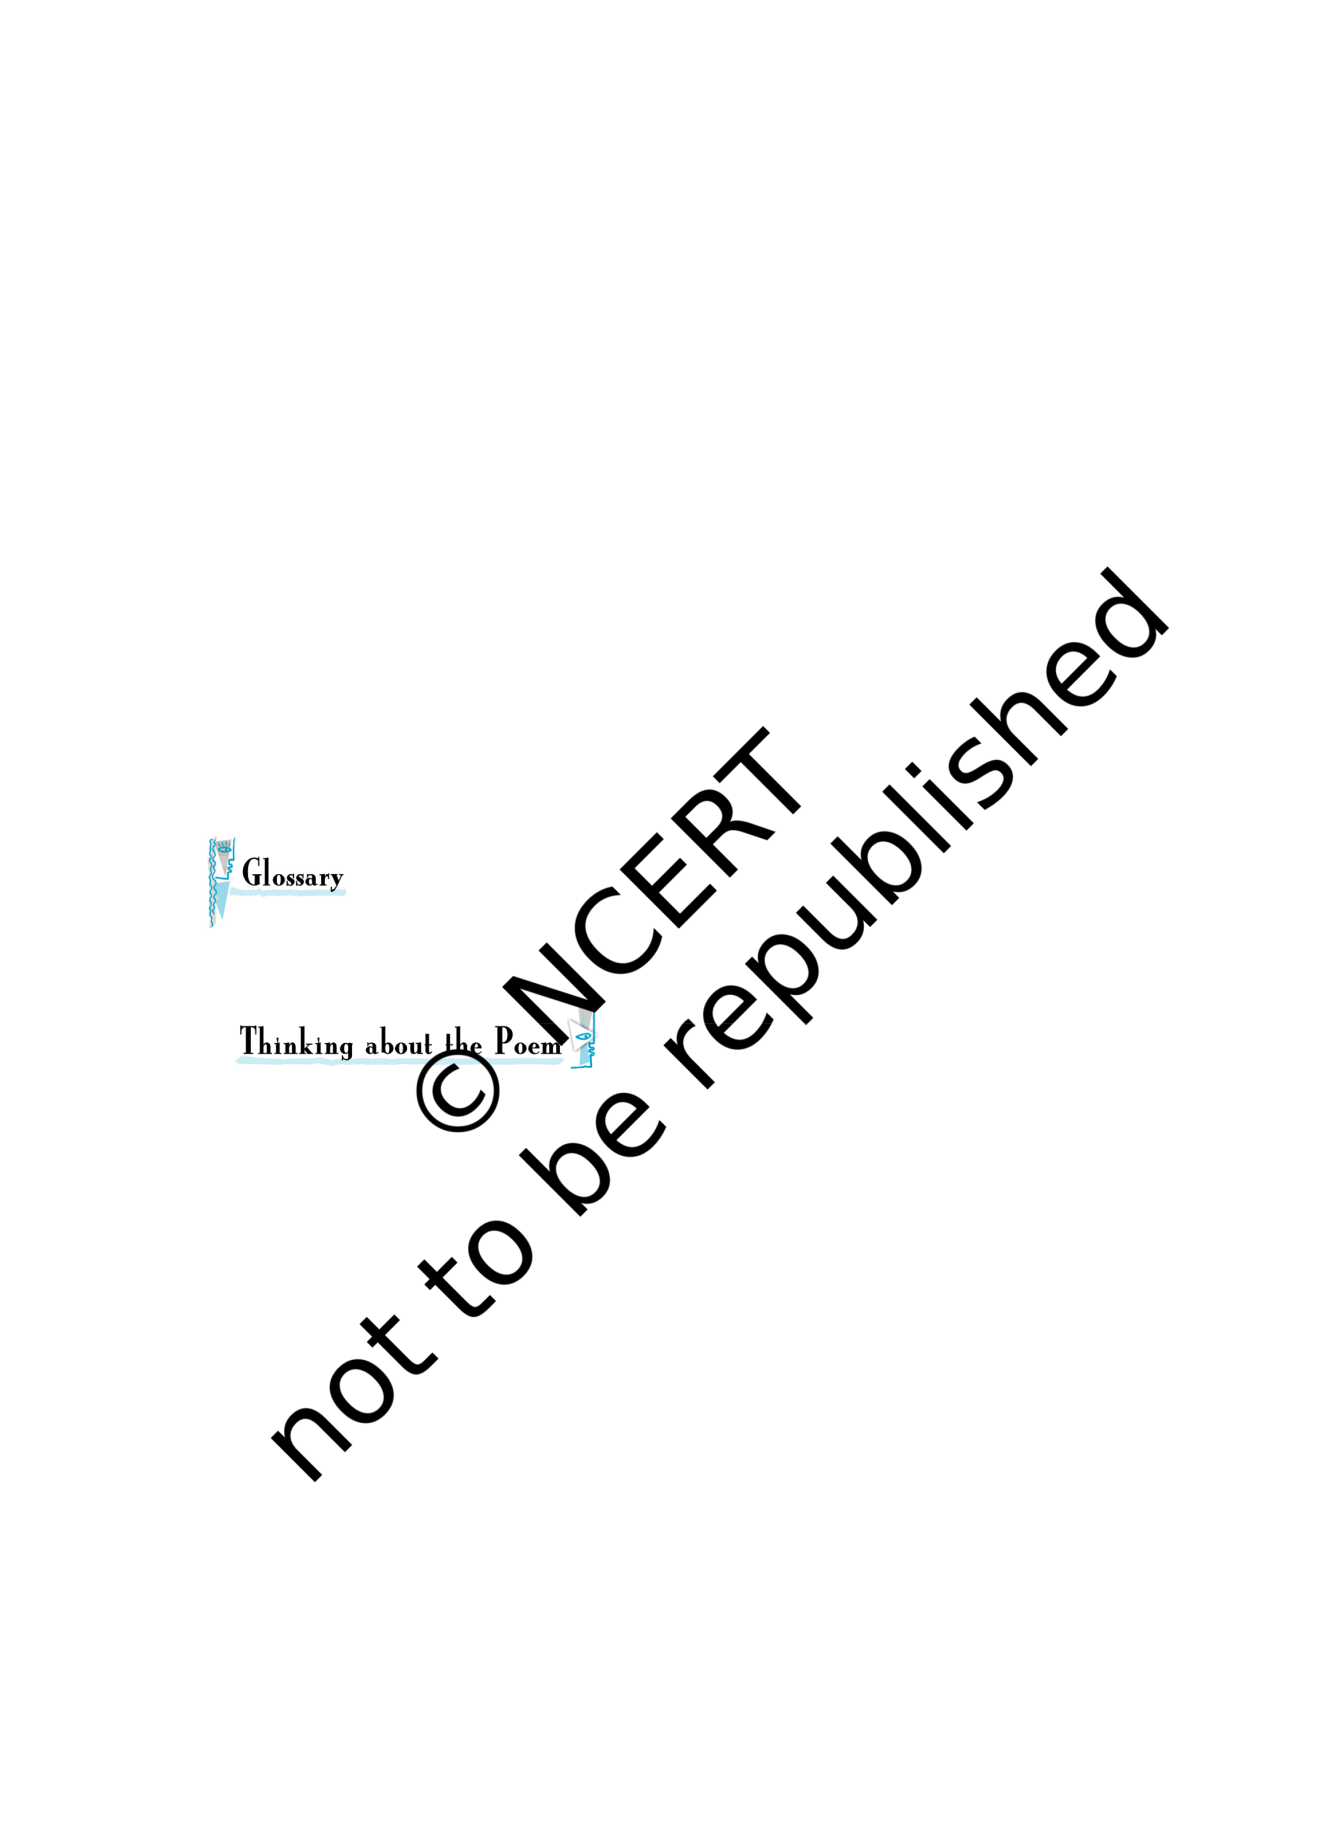 Glossary
Thinking about the Poem
© NCERT
not to be republished